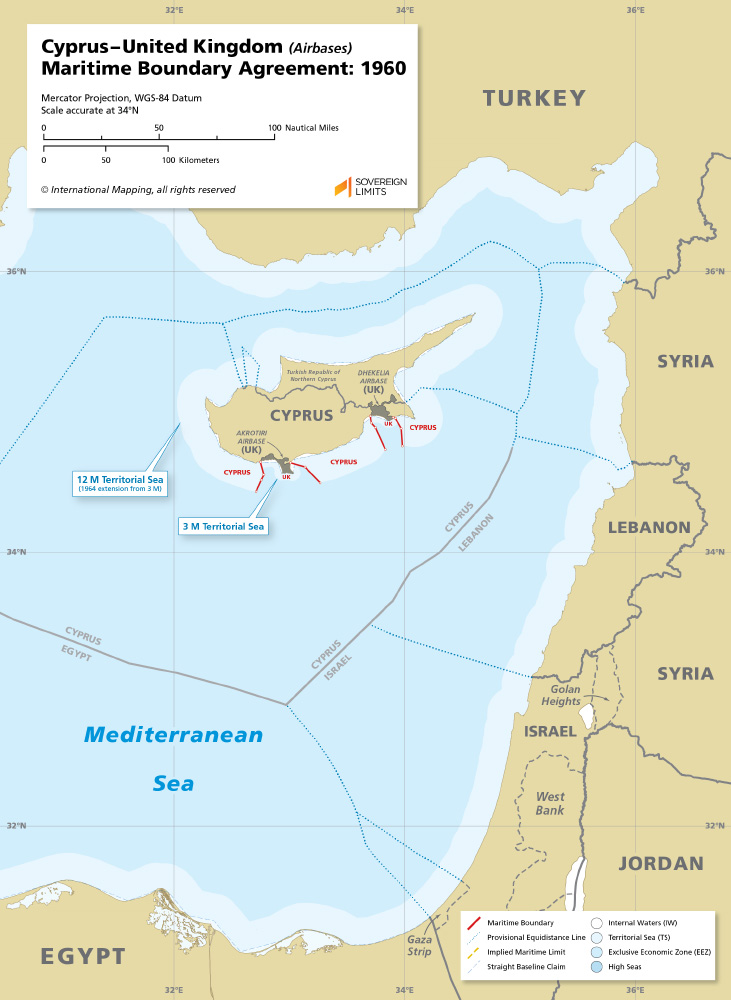 32°E
34°E
36°E
Cyprus–United Kingdom (Airbases)
Maritime Boundary Agreement: 1960
Mercator Projection, WGS-84 Datum
Scale accurate at 34°N
0 50 100 Nautical Miles
0 50 100 Kilometers
© International Mapping, all rights reserved
SOVEREIGN
LIMITS
TURKEY
36°N
36°N
SYRIA
Turkish Republic of
Northern Cyprus
DHEKELIA
AIRBASE
(UK)
CYPRUS
UK
CYPRUS
AKROTIRI
AIRBASE
(UK)
CYPRUS
CYPRUS
UK
12 M Territorial Sea
(1964 extension from 3 M)
3 M Territorial Sea
CYPRUS
LEBANON
LEBANON
34°N
34°N
CYPRUS
EGYPT
CYPRUS
ISRAEL
SYRIA
Golan
Heights
ISRAEL
Mediterranean
Sea
West
Bank
32°N
32°N
JORDAN
Gaza
Strip
EGYPT
Maritime Boundary
Provisional Equidistance Line
Implied Maritime Limit
Straight Baseline Claim
Internal Waters (IW)
Territorial Sea (TS)
Exclusive Economic Zone (EEZ)
High Seas
32°E
34°E
36°E